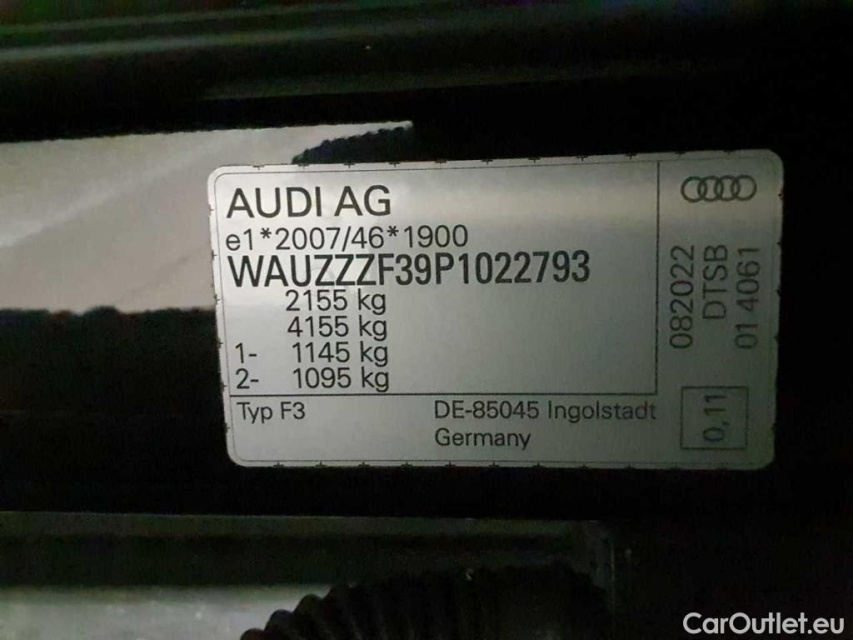 AUDI AG
e1*2007/46*1900
WAUZZZF39P1022793
2155 kg
4155 kg
1- 1145 kg
2- 1095 kg
Typ F3
DE-85045 Ingolstadt
Germany
082022
DTSB
01 4061
0,11
CarOutlet.eu